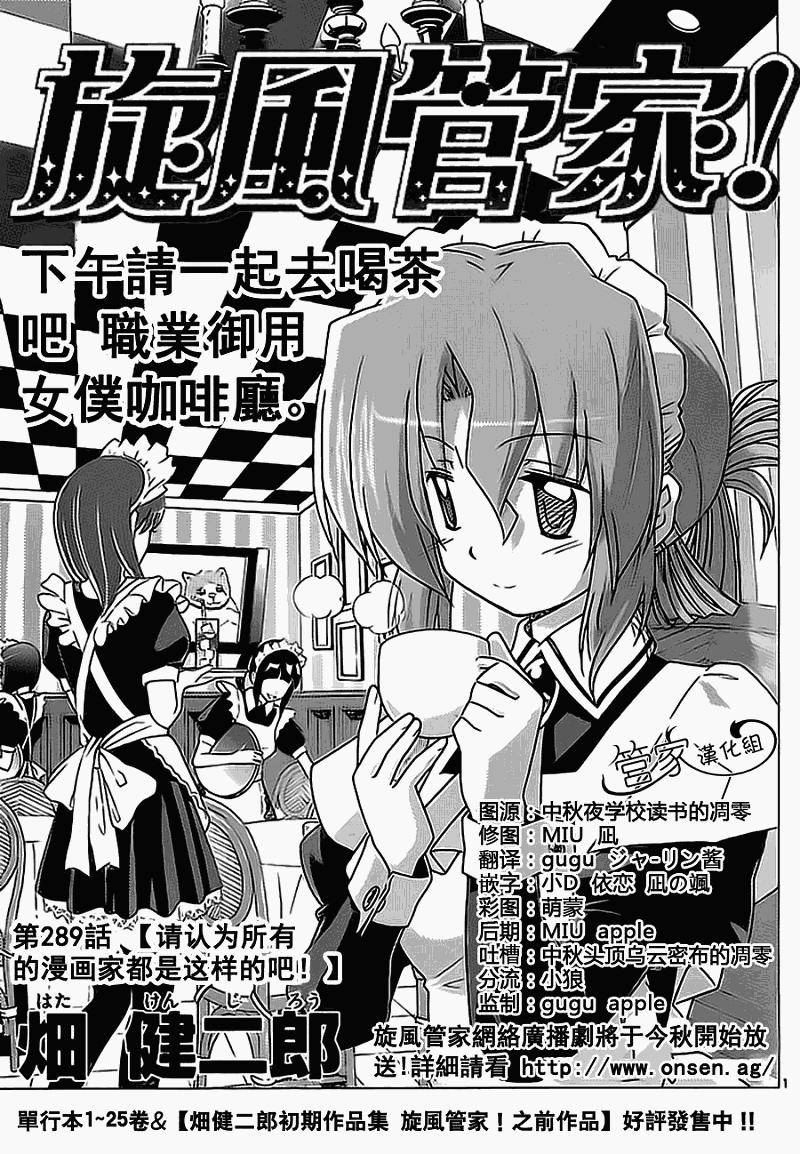 旋風管家!
下午請一起去喝茶
吧 職業御用
女僕咖啡廳。
管家 漢化組
图源:中秋夜学校读书的凋零
修图:MIU 凪
翻译:gugu ジャーリン酱
嵌字:小D 依恋 凪の颯
彩图:萌蒙
后期:MIU apple
吐槽:中秋头顶乌云密布的凋零
分流:小狼
监制:gugu apple
第289話 【请认为所有
的漫画家都是这样的吧!】
はた けん じ ろう
畑 健二郎
旋風管家網絡廣播劇將于今秋開始放
送!詳細請看 http://www.onsen.ag/
1
單行本1~25卷&【畑健二郎初期作品集 旋風管家!之前作品】好評發售中!!